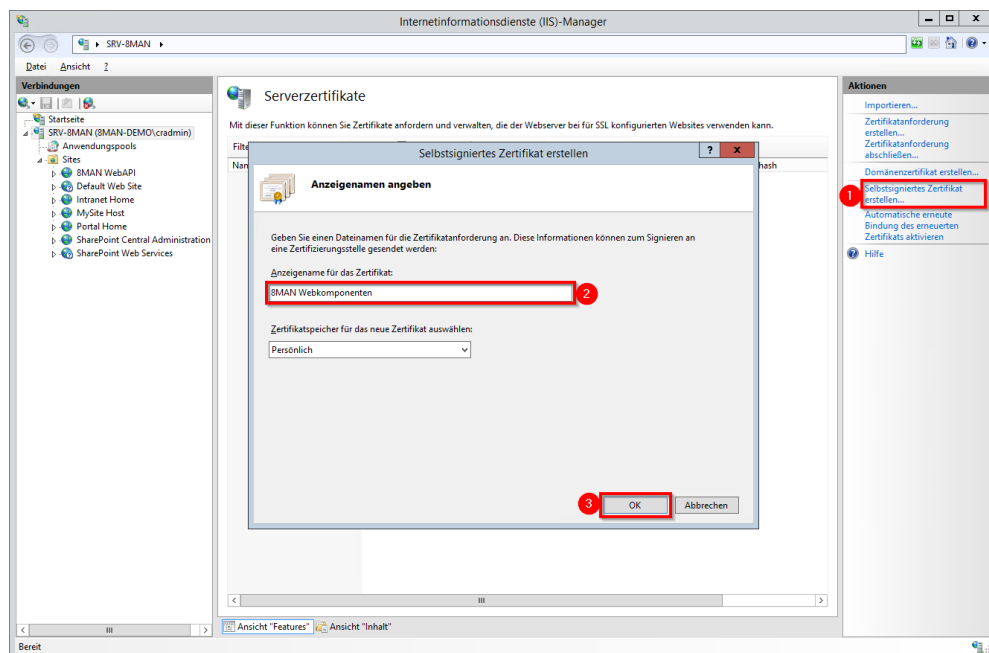 Internetinformationsdienste (IIS)-Manager
SRV-8MAN
Datei Ansicht ?
Verbindungen
Startseite
SRV-8MAN (8MAN-DEMO\cradmin)
Anwendungspools
Sites
8MAN WebAPI
Default Web Site
Intranet Home
MySite Host
Portal Home
SharePoint Central Administration
SharePoint Web Services
Serverzertifikate
Mit dieser Funktion können Sie Zertifikate anfordern und verwalten, die der Webserver bei für SSL konfigurierten Websites verwenden kann.
Filte
Nan
hash
Selbstsigniertes Zertifikat erstellen
? x
Anzeigenamen angeben
Geben Sie einen Dateinamen für die Zertifikatanforderung an. Diese Informationen können zum Signieren an
eine Zertifizierungsstelle gesendet werden:
Anzeigename für das Zertifikat:
8MAN Webkomponenten
2
Zertifikatspeicher für das neue Zertifikat auswählen:
Persönlich
3
OK
Abbrechen
Ansicht "Features"
Ansicht "Inhalt"
Aktionen
Importieren...
Zertifikatanforderung
erstellen...
Zertifikatanforderung
abschließen...
Domänenzertifikat erstellen...
1
Selbstsigniertes Zertifikat
erstellen...
Automatische erneute
Bindung des erneuerten
Zertifikats aktivieren
Hilfe
Bereit